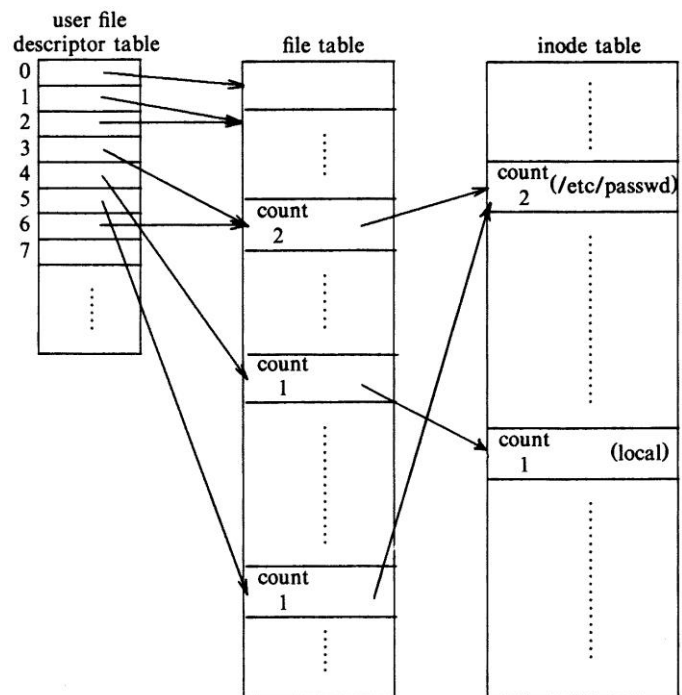 user file
descriptor table
file table
inode table
0
1
2
3
4
5
6
7
count
2
count
1
count
1
count
2 (/etc/passwd)
count
1 (local)